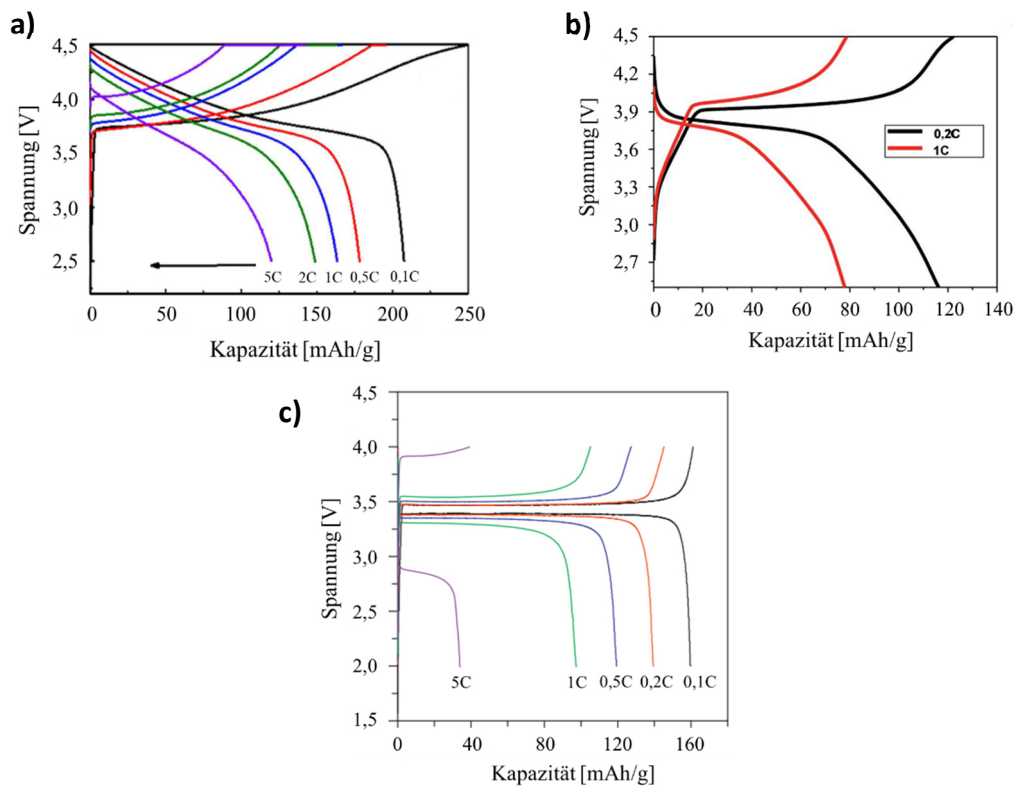 a)
4,5
4,0
3,5
3,0
2,5
Spannung [V]
5C 2C 1C 0,5C 0,1C
0 50 100 150 200 250
Kapazität [mAh/g]
b)
4,5
4,2
3,9
3,6
3,3
3,0
2,7
Spannung [V]
0,2C
1C
0 20 40 60 80 100 120 140
Kapazität [mAh/g]
c)
4,5
4,0
3,5
3,0
2,5
2,0
1,5
Spannung [V]
5C 1C 0,5C 0,2C 0,1C
0 40 80 120 160
Kapazität [mAh/g]